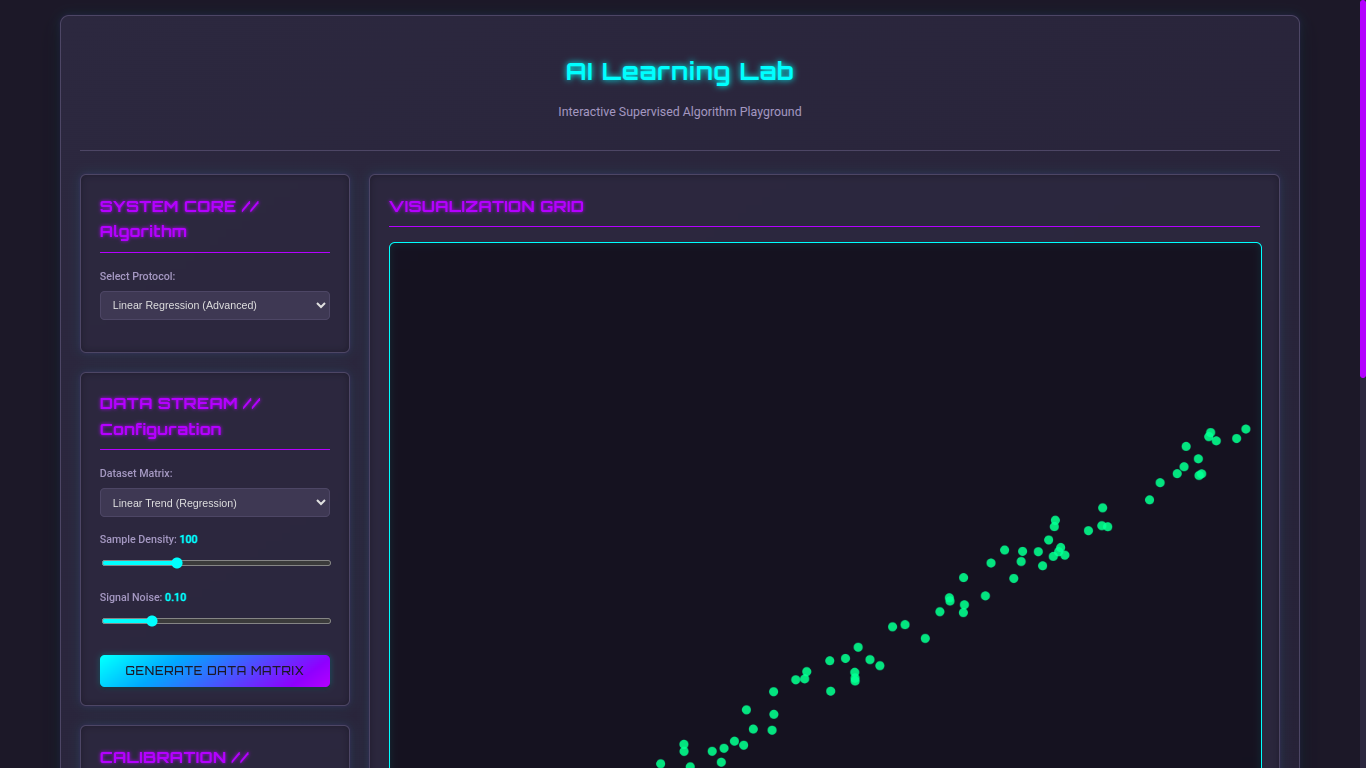 AI Learning Lab
Interactive Supervised Algorithm Playground
SYSTEM CORE //
Algorithm
Select Protocol:
Linear Regression (Advanced)
DATA STREAM //
Configuration
Dataset Matrix:
Linear Trend (Regression)
Sample Density: 100
Signal Noise: 0.10
GENERATE DATA MATRIX
CALIBRATION //
VISUALIZATION GRID